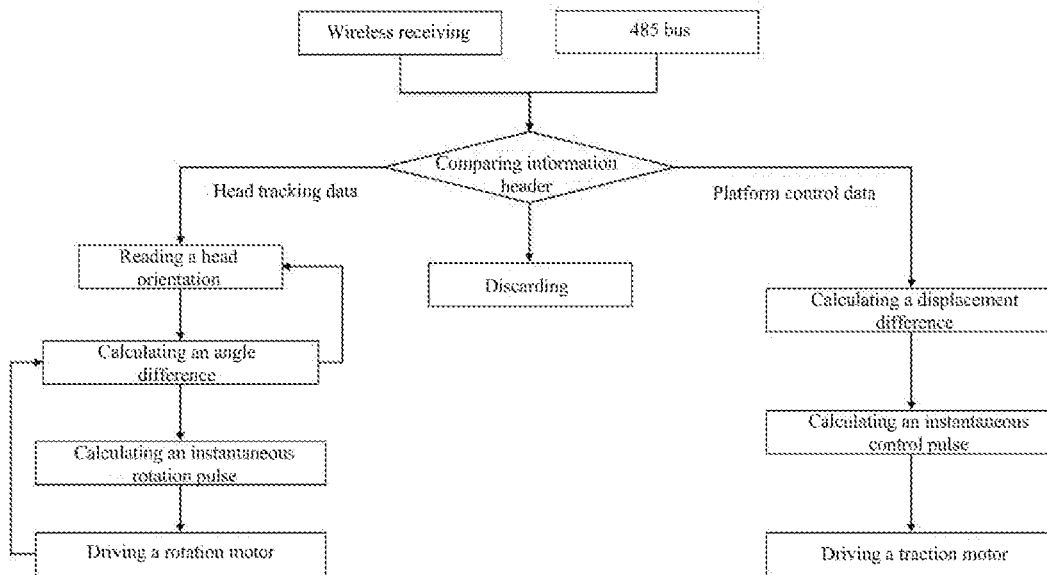 Wireless receiving
485 bus
Comparing information
header
Head tracking data
Platform control data
Reading a head
orientation
Discarding
Calculating a displacement
difference
Calculating an angle
difference
Calculating an instantaneous
rotation pulse
Calculating an instantaneous
control pulse
Driving a rotation motor
Driving a traction motor